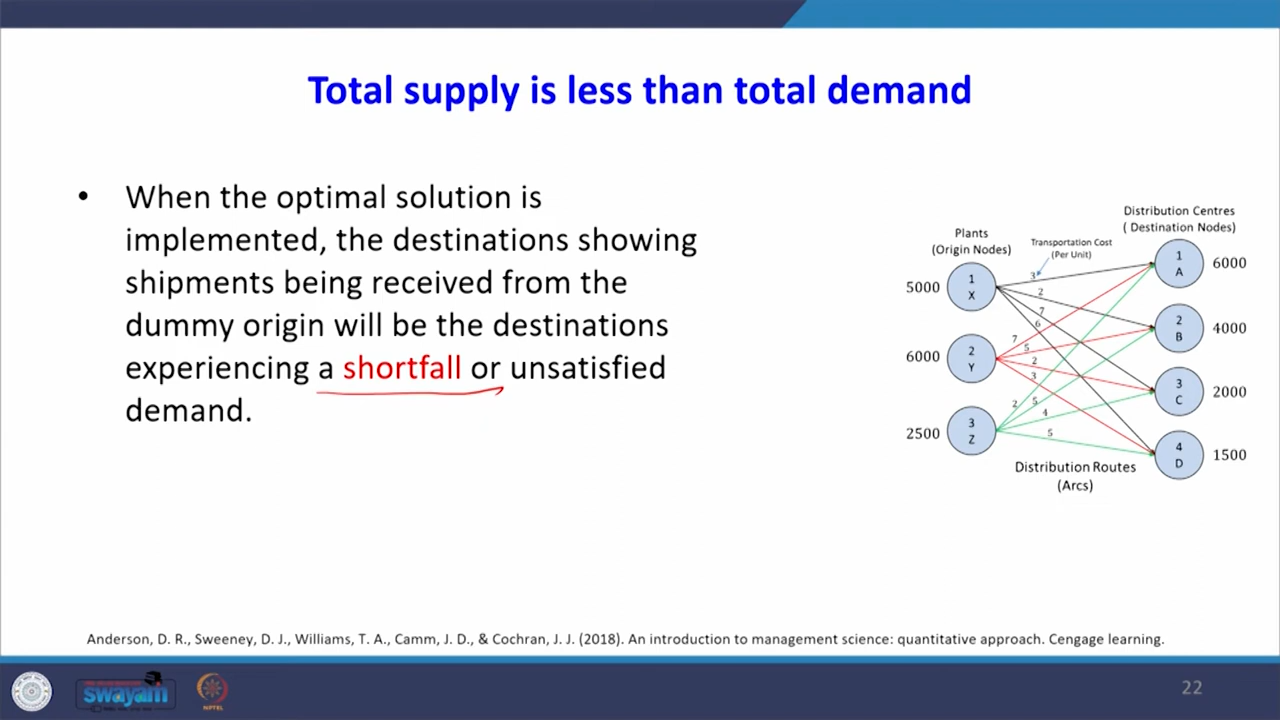 Total supply is less than total demand
• When the optimal solution is
implemented, the destinations showing
shipments being received from the
dummy origin will be the destinations
experiencing a shortfall or unsatisfied
demand.
Distribution Centres
( Destination Nodes)
Plants
(Origin Nodes)
Transportation Cost
(Per Unit)
5000
1
X
6000
2
Y
2500
3
Z
3
2
7
6
7
5
2
3
2
5
4
5
1
A
6000
2
B
4000
3
C
2000
4
D
1500
Distribution Routes
(Arcs)
Anderson, D. R., Sweeney, D. J., Williams, T. A., Camm, J. D., & Cochran, J. J. (2018). An introduction to management science: quantitative approach. Cengage learning.
swayam
NPTEL
22